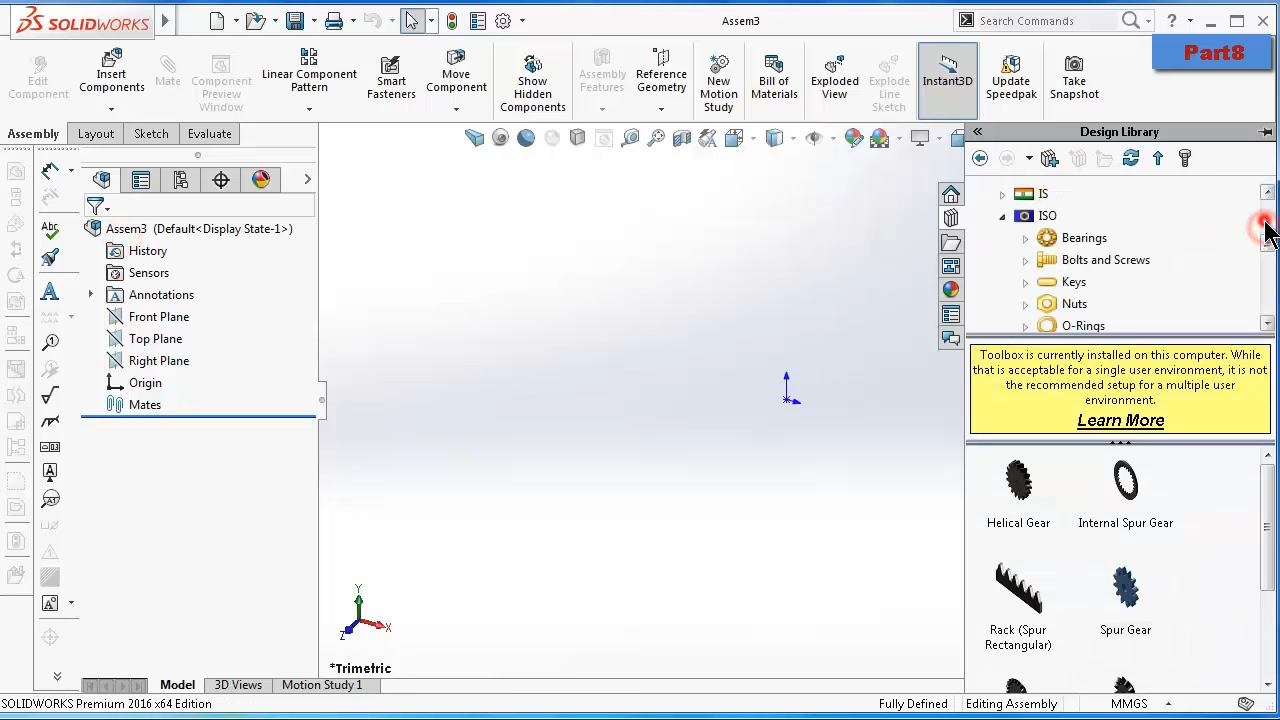 SOLIDWORKS
Assem3
Search Commands
Part8
Edit
Component
Insert
Components
Mate
Component
Preview
Window
Linear Component
Pattern
Smart
Fasteners
Move
Component
Show
Hidden
Components
Assembly
Features
Reference
Geometry
New
Motion
Study
Bill of
Materials
Exploded
View
Explode
Line
Sketch
Instant3D
Update
Speedpak
Take
Snapshot
Assembly
Layout
Sketch
Evaluate
Design Library
Assem3 (Default<Display State-1>)
History
Sensors
Annotations
Front Plane
Top Plane
Right Plane
Origin
Mates
Abc
A
IS
ISO
Bearings
Bolts and Screws
Keys
Nuts
O-Rings
Toolbox is currently installed on this computer. While
that is acceptable for a single user environment, it is not
the recommended setup for a multiple user
environment.
Learn More
Helical Gear
Internal Spur Gear
Rack (Spur
Rectangular)
Spur Gear
Y
X
Z
*Trimetric
Model
3D Views
Motion Study 1
SOLIDWORKS Premium 2016 x64 Edition
Fully Defined
Editing Assembly
MMGS